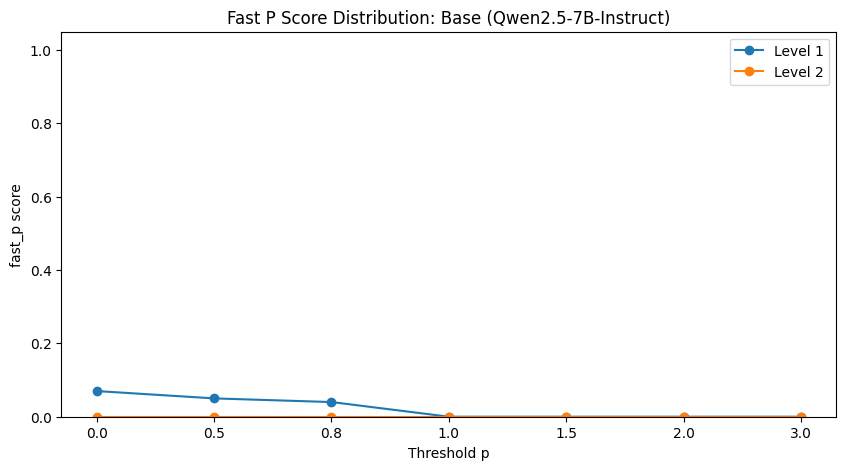 Fast P Score Distribution: Base (Qwen2.5-7B-Instruct)
1.0
0.8
0.6
0.4
0.2
0.0
fast_p score
Level 1
Level 2
0.0 0.5 0.8 1.0 1.5 2.0 3.0
Threshold p